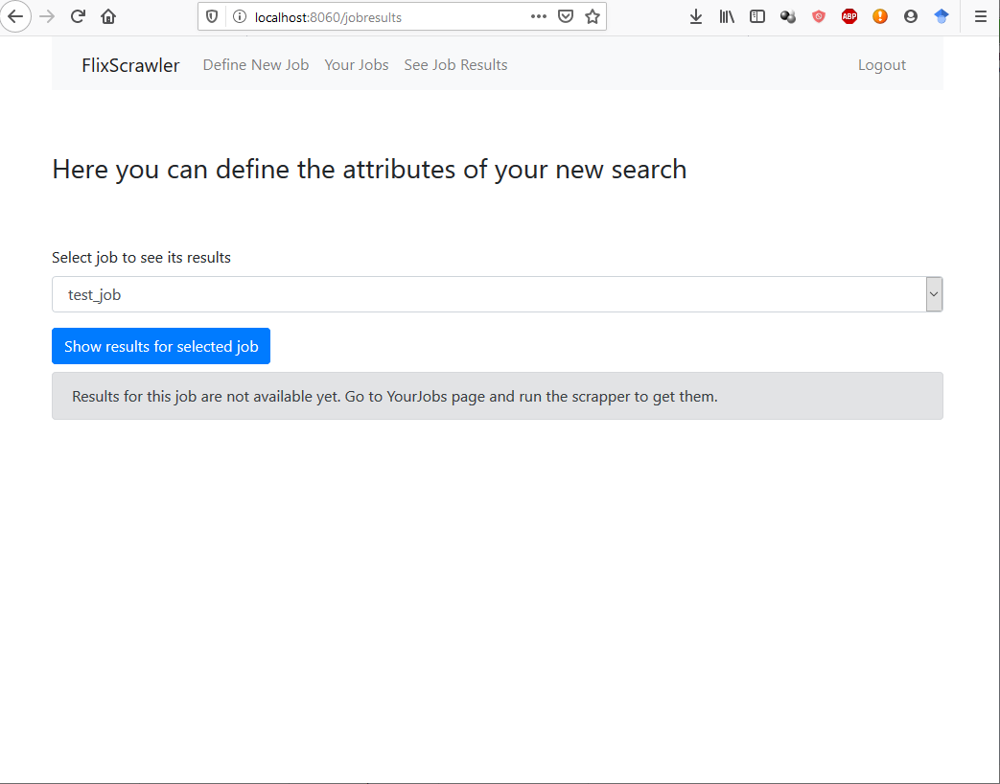 localhost:8060/jobresults
ABP
FlixScrawler Define New Job Your Jobs See Job Results Logout
Here you can define the attributes of your new search
Select job to see its results
test_job
Show results for selected job
Results for this job are not available yet. Go to YourJobs page and run the scrapper to get them.